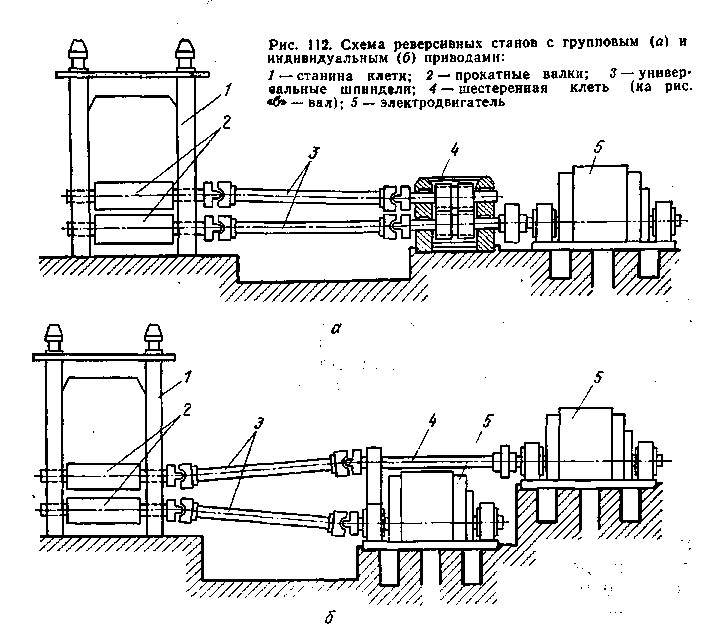 Рис. 112. Схема реверсивных станов с групповым (а) и
индивидуальным (б) приводами:
1 — станина клети; 2 — прокатные валки; 3 — универ-
сальные шпиндели; 4 — шестеренная клеть (на рис.
«б» — вал); 5 — электродвигатель
1
2
3
4
5
а
1
2
3
4
5
5
б